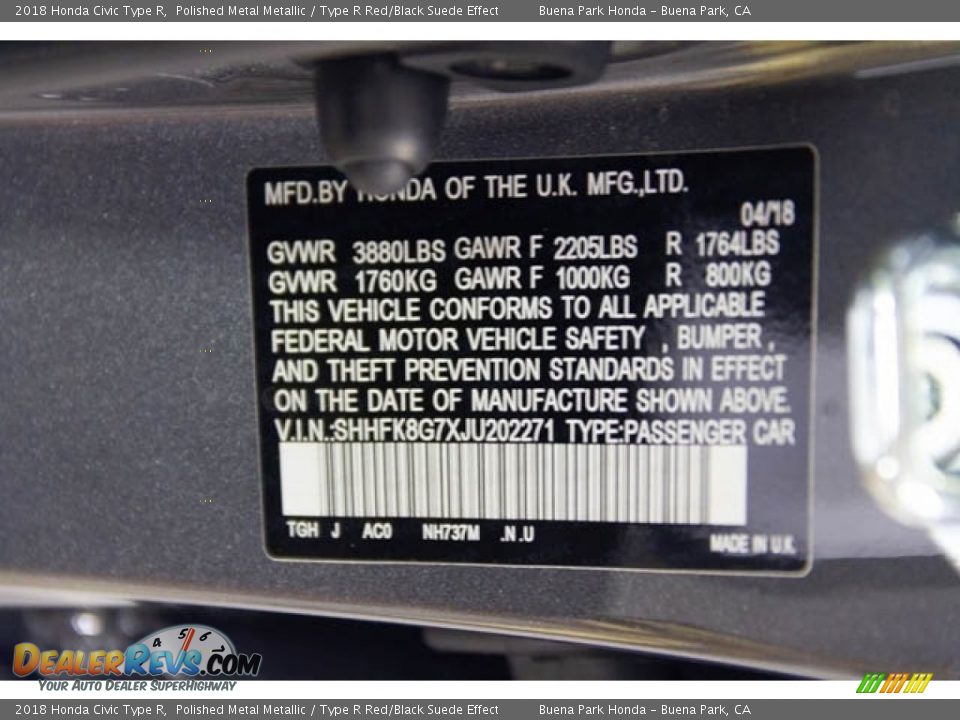 2018 Honda Civic Type R,  Polished Metal Metallic / Type R Red/Black Suede Effect  Buena Park Honda - Buena Park, CA
MFD.BY HONDA OF THE U.K. MFG.,LTD.
04/18
GVWR 3880LBS GAWR F 2205LBS R 1764LBS
GVWR 1760KG GAWR F 1000KG R 800KG
THIS VEHICLE CONFORMS TO ALL APPLICABLE
FEDERAL MOTOR VEHICLE SAFETY , BUMPER ,
AND THEFT PREVENTION STANDARDS IN EFFECT
ON THE DATE OF MANUFACTURE SHOWN ABOVE.
V.I.N.:SHHFK8G7XJU202271 TYPE:PASSENGER CAR
TGH J AC0 NH737M .N .U
MADE IN U.K.
4 5 6
DealerRevs.com
Your Auto Dealer SuperHighway
2018 Honda Civic Type R,  Polished Metal Metallic / Type R Red/Black Suede Effect  Buena Park Honda - Buena Park, CA